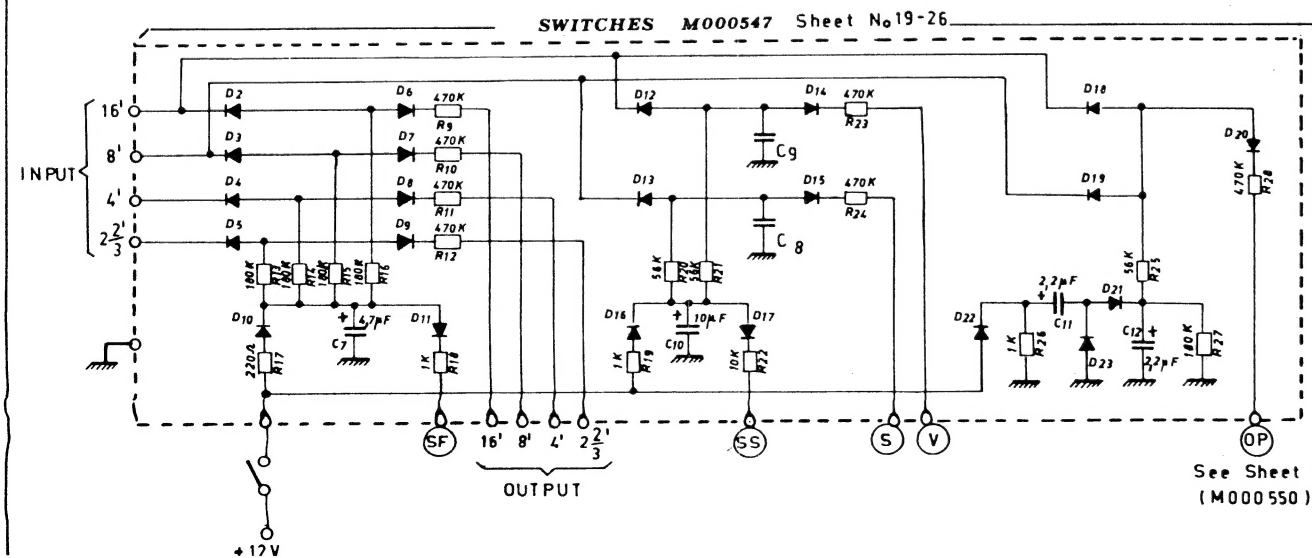 SWITCHES M000547 Sheet No 19-26
INPUT
16'
8'
4'
2 2/3'
D2
D3
D4
D5
D6
D7
D8
D9
470K
R9
470K
R10
470K
R11
470K
R12
180K R13
180K R14
180K R15
180K R16
D10
220Ω R17
+ 4,7µF
C7
D11
1K R18
D12
D13
D14
470K
R23
D15
470K
R24
C9
C8
56K R20
56K R21
D16
1K R19
+ 10µF
C10
D17
10K R22
D18
D19
D20
470K R28
56K R25
D22
1K R26
2,2µF
+
C11
D21
D23
C12 +
2,2µF
180K R27
SF
16' 8' 4' 2 2/3'
OUTPUT
SS
S
V
OP
See Sheet
(M000550)
+12V